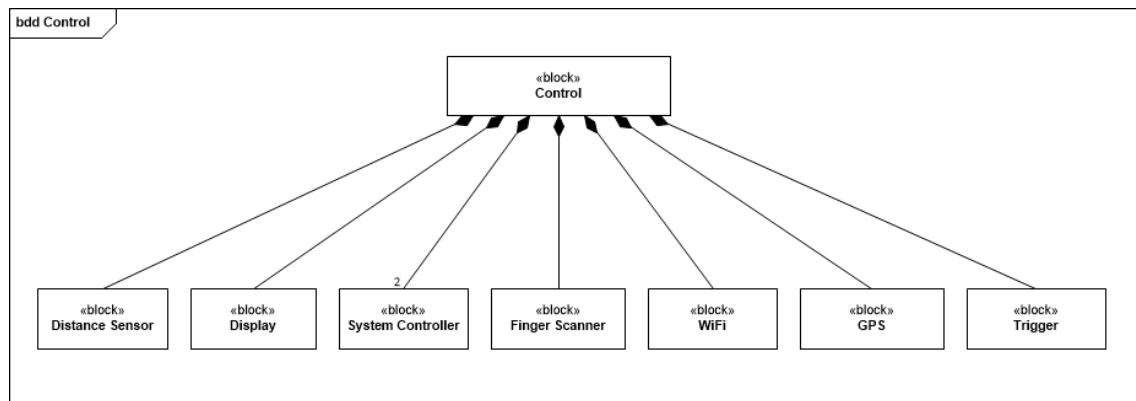 bdd Control
«block»
Control
2
«block»
Distance Sensor
«block»
Display
«block»
System Controller
«block»
Finger Scanner
«block»
WiFi
«block»
GPS
«block»
Trigger